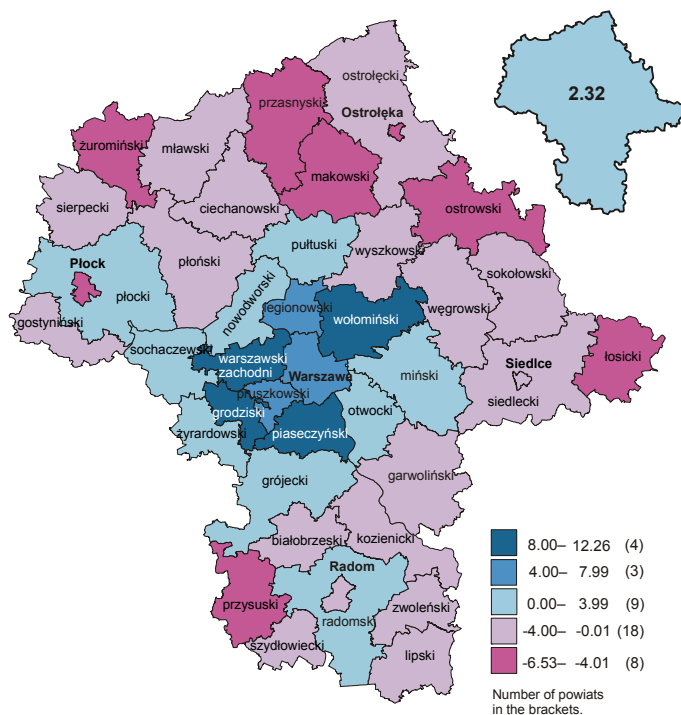 ostrołęcki
2.32
przasnyski
Ostrołęka
żuromiński
mławski
makowski
sierpecki
ciechanowski
ostrowski
pułtuski
wyszkowski
Płock
płoński
sokołowski
płocki
nowodworski
legionowski
węgrowski
gostyniński
wołomiński
sochaczewski
warszawski
zachodni
Warszawa
miński
Siedlce
łosicki
pruszkowski
siedlecki
grodziski
otwocki
żyrardowski
piaseczyński
garwoliński
grójecki
białobrzeski
kozienicki
Radom
przysuski
zwoleński
radomski
szydłowiecki
lipski
8.00– 12.26 (4)
4.00– 7.99 (3)
0.00– 3.99 (9)
-4.00– -0.01 (18)
-6.53– -4.01 (8)
Number of powiats
in the brackets.